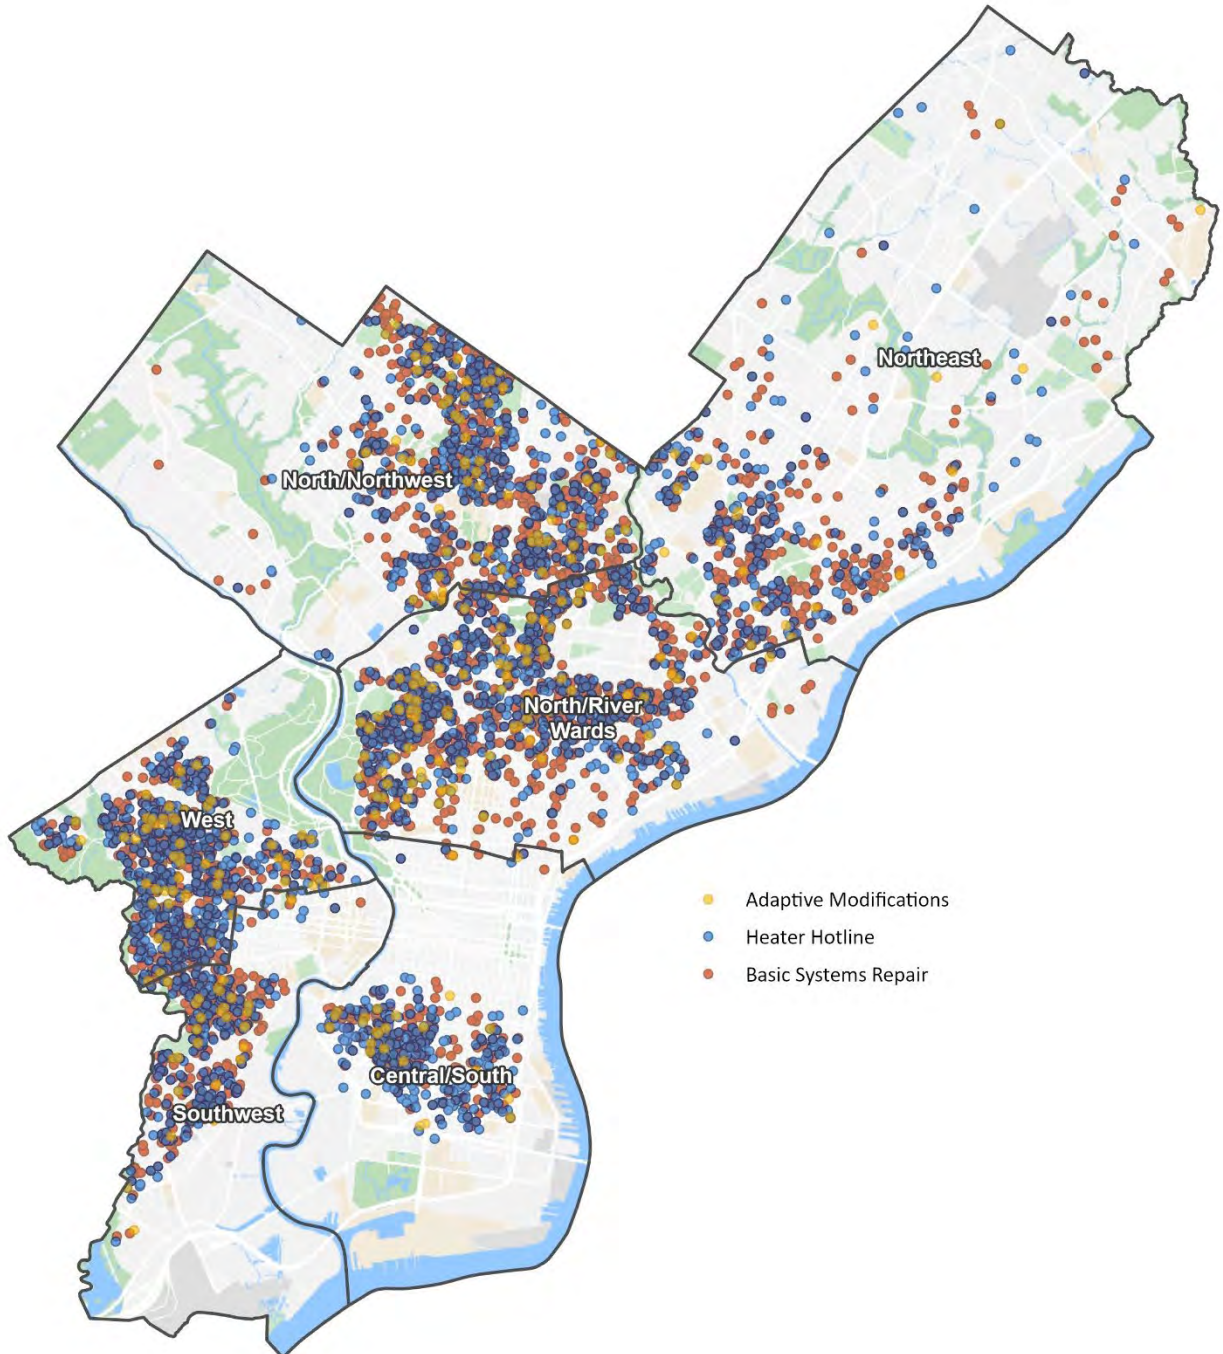 Northeast
North/Northwest
North/River
Wards
West
Adaptive Modifications
Heater Hotline
Basic Systems Repair
Central/South
Southwest